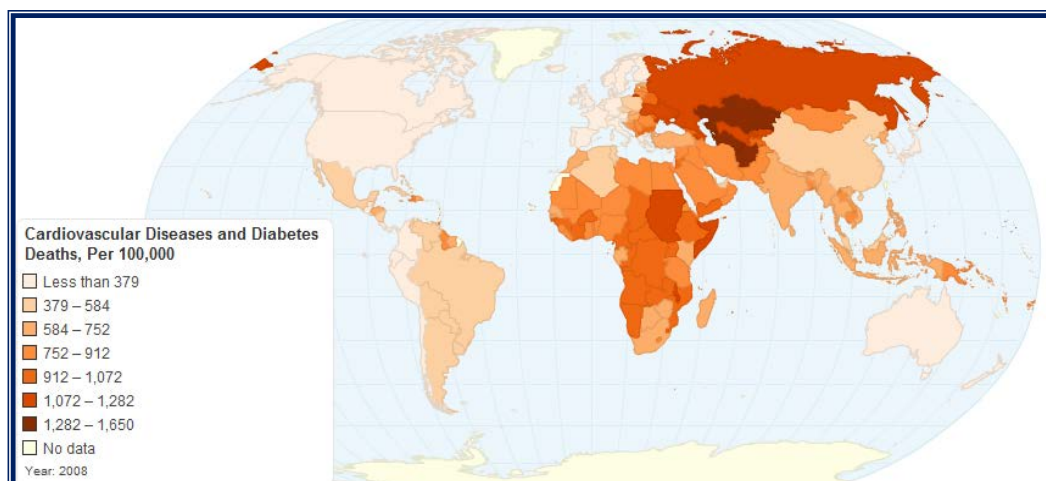 Cardiovascular Diseases and Diabetes
Deaths, Per 100,000
Less than 379
379 – 584
584 – 752
752 – 912
912 – 1,072
1,072 – 1,282
1,282 – 1,650
No data
Year: 2008